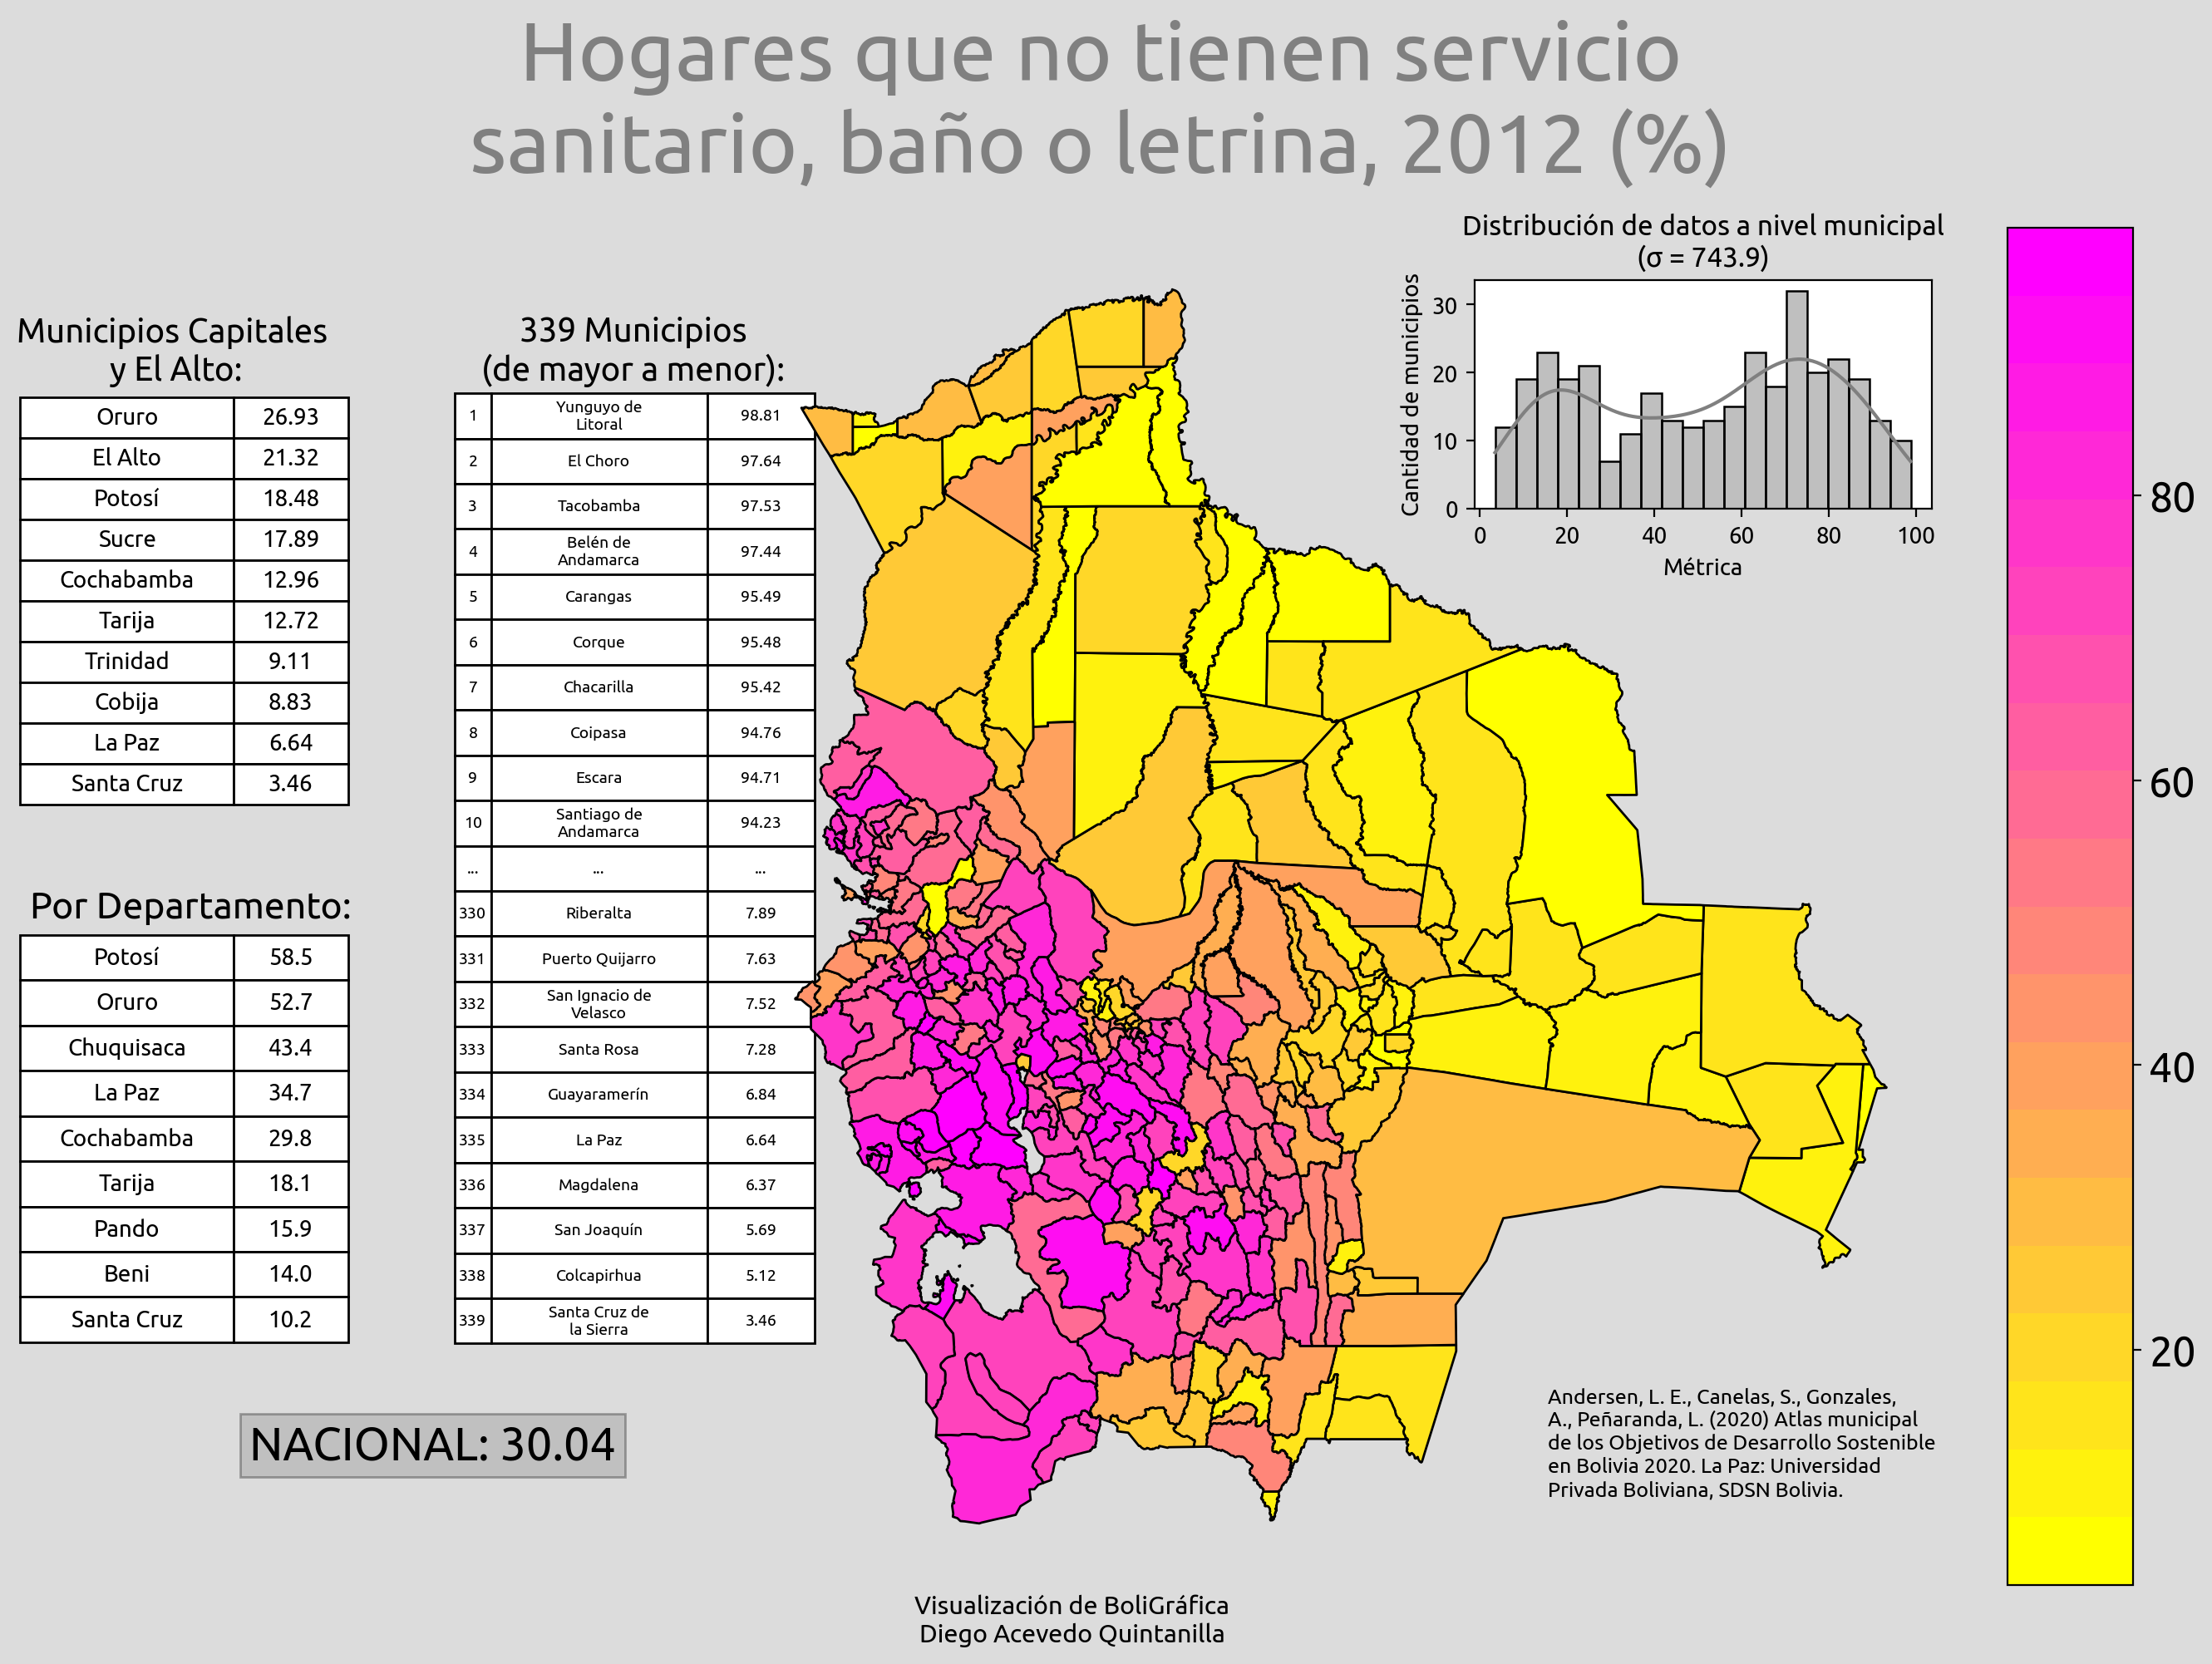 Hogares que no tienen servicio
sanitario, baño o letrina, 2012 (%)
Municipios Capitales
y El Alto:
Oruro 26.93
El Alto 21.32
Potosí 18.48
Sucre 17.89
Cochabamba 12.96
Tarija 12.72
Trinidad 9.11
Cobija 8.83
La Paz 6.64
Santa Cruz 3.46
Por Departamento:
Potosí 58.5
Oruro 52.7
Chuquisaca 43.4
La Paz 34.7
Cochabamba 29.8
Tarija 18.1
Pando 15.9
Beni 14.0
Santa Cruz 10.2
NACIONAL: 30.04
339 Municipios
(de mayor a menor):
1 Yunguyo de
Litoral 98.81
2 El Choro 97.64
3 Tacobamba 97.53
4 Belén de
Andamarca 97.44
5 Carangas 95.49
6 Corque 95.48
7 Chacarilla 95.42
8 Coipasa 94.76
9 Escara 94.71
10 Santiago de
Andamarca 94.23
... ... ...
330 Riberalta 7.89
331 Puerto Quijarro 7.63
332 San Ignacio de
Velasco 7.52
333 Santa Rosa 7.28
334 Guayaramerín 6.84
335 La Paz 6.64
336 Magdalena 6.37
337 San Joaquín 5.69
338 Colcapirhua 5.12
339 Santa Cruz de
la Sierra 3.46
Distribución de datos a nivel municipal
(σ = 743.9)
Cantidad de municipios
30
20
10
0
0 20 40 60 80 100
Métrica
80
60
40
20
Andersen, L. E., Canelas, S., Gonzales,
A., Peñaranda, L. (2020) Atlas municipal
de los Objetivos de Desarrollo Sostenible
en Bolivia 2020. La Paz: Universidad
Privada Boliviana, SDSN Bolivia.
Visualización de BoliGráfica
Diego Acevedo Quintanilla